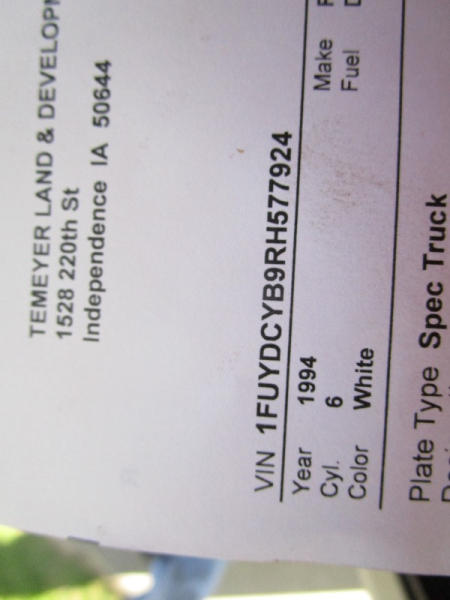 TEMEYER LAND & DEVELOP
1528 220th St
Independence IA 50644
VIN 1FUYDCYB9RH577924
Year 1994 Make
Cyl. 6 Fuel
Color White
Plate Type Spec Truck